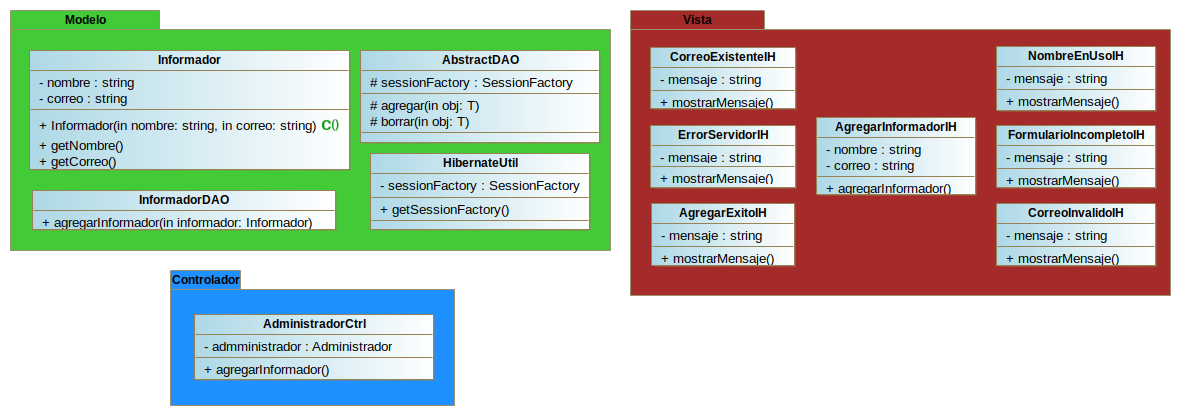 Modelo
Informador
- nombre : string
- correo : string
+ Informador(in nombre: string, in correo: string) C()
+ getNombre()
+ getCorreo()
AbstractDAO
# sessionFactory : SessionFactory
# agregar(in obj: T)
# borrar(in obj: T)
HibernateUtil
- sessionFactory : SessionFactory
+ getSessionFactory()
InformadorDAO
+ agregarInformador(in informador: Informador)
Vista
CorreoExistenteIH
- mensaje : string
+ mostrarMensaje()
NombreEnUsoIH
- mensaje : string
+ mostrarMensaje()
ErrorServidorIH
- mensaje : string
+ mostrarMensaje()
AgregarInformadorIH
- nombre : string
- correo : string
+ agregarInformador()
FormularioIncompletoIH
- mensaje : string
+ mostrarMensaje()
AgregarExitoIH
- mensaje : string
+ mostrarMensaje()
CorreoInvalidoIH
- mensaje : string
+ mostrarMensaje()
Controlador
AdministradorCtrl
- admministrador : Administrador
+ agregarInformador()